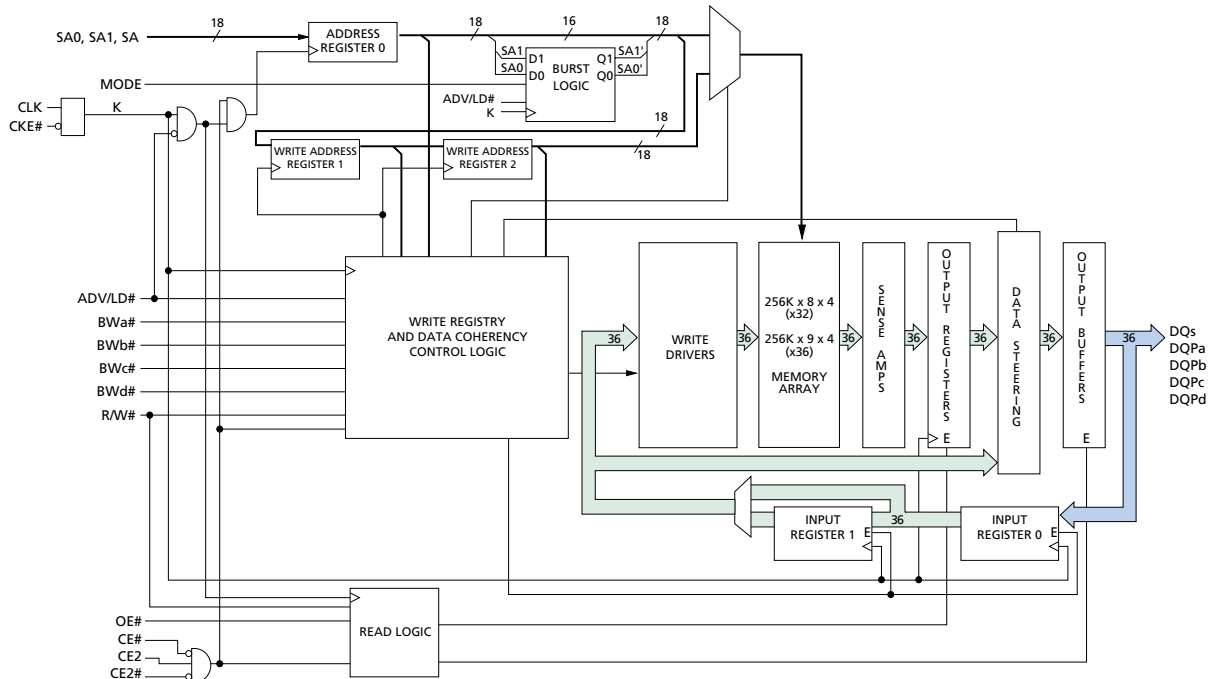 18
SA0, SA1, SA
ADDRESS
REGISTER 0
18
16
18
SA1
SA0
D1
D0
BURST
LOGIC
Q1
Q0
SA1'
SA0'
MODE
ADV/LD#
K
CLK
CKE#
K
18
18
WRITE ADDRESS
REGISTER 1
WRITE ADDRESS
REGISTER 2
ADV/LD#
BWa#
BWb#
BWc#
BWd#
R/W#
WRITE REGISTRY
AND DATA COHERENCY
CONTROL LOGIC
36
WRITE
DRIVERS
36
256K x 8 x 4
(x32)
256K x 9 x 4
(x36)
MEMORY
ARRAY
36
SENSE AMPS
36
OUTPUT REGISTERS
E
36
DATA STEERING
36
OUTPUT BUFFERS
E
36
DQs
DQPa
DQPb
DQPc
DQPd
INPUT
REGISTER 1
E
36
INPUT
REGISTER 0
E
OE#
CE#
CE2
CE2#
READ LOGIC